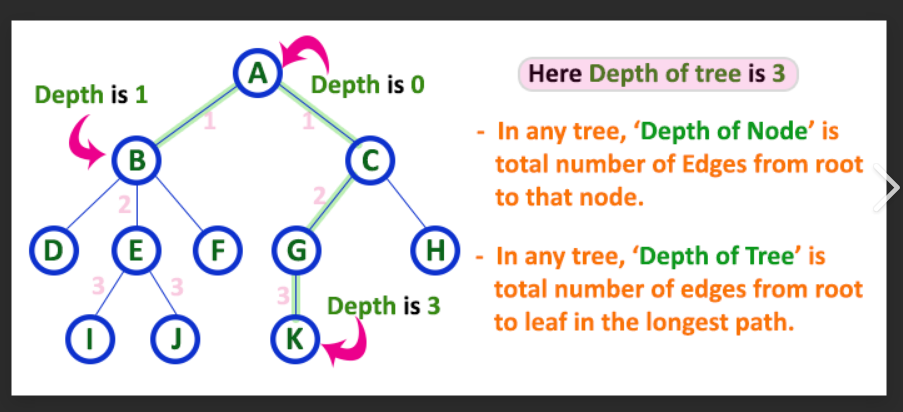 A
Depth is 0
Depth is 1
1
1
B
C
2
2
D
E
F
G
H
3
3
3
Depth is 3
I
J
K
Here Depth of tree is 3
- In any tree, ‘Depth of Node’ is
total number of Edges from root
to that node.
- In any tree, ‘Depth of Tree’ is
total number of edges from root
to leaf in the longest path.